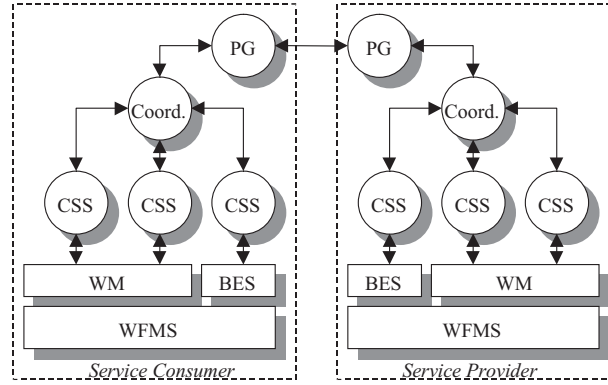 PG
PG
Coord.
Coord.
CSS
CSS
CSS
CSS
CSS
CSS
WM
BES
BES
WM
WFMS
WFMS
Service Consumer
Service Provider